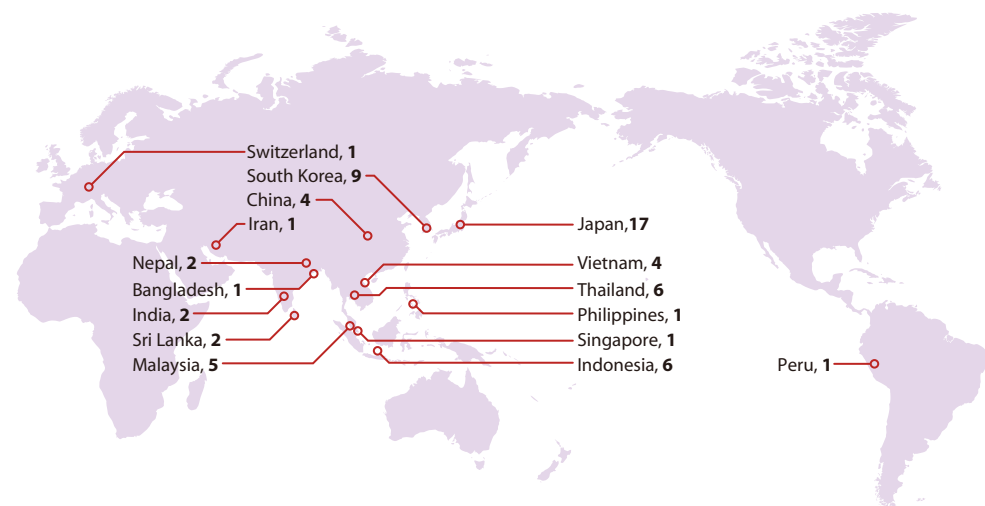 Switzerland, 1
South Korea, 9
China, 4
Iran, 1
Nepal, 2
Bangladesh, 1
India, 2
Sri Lanka, 2
Malaysia, 5
Japan,17
Vietnam, 4
Thailand, 6
Philippines, 1
Singapore, 1
Indonesia, 6
Peru, 1